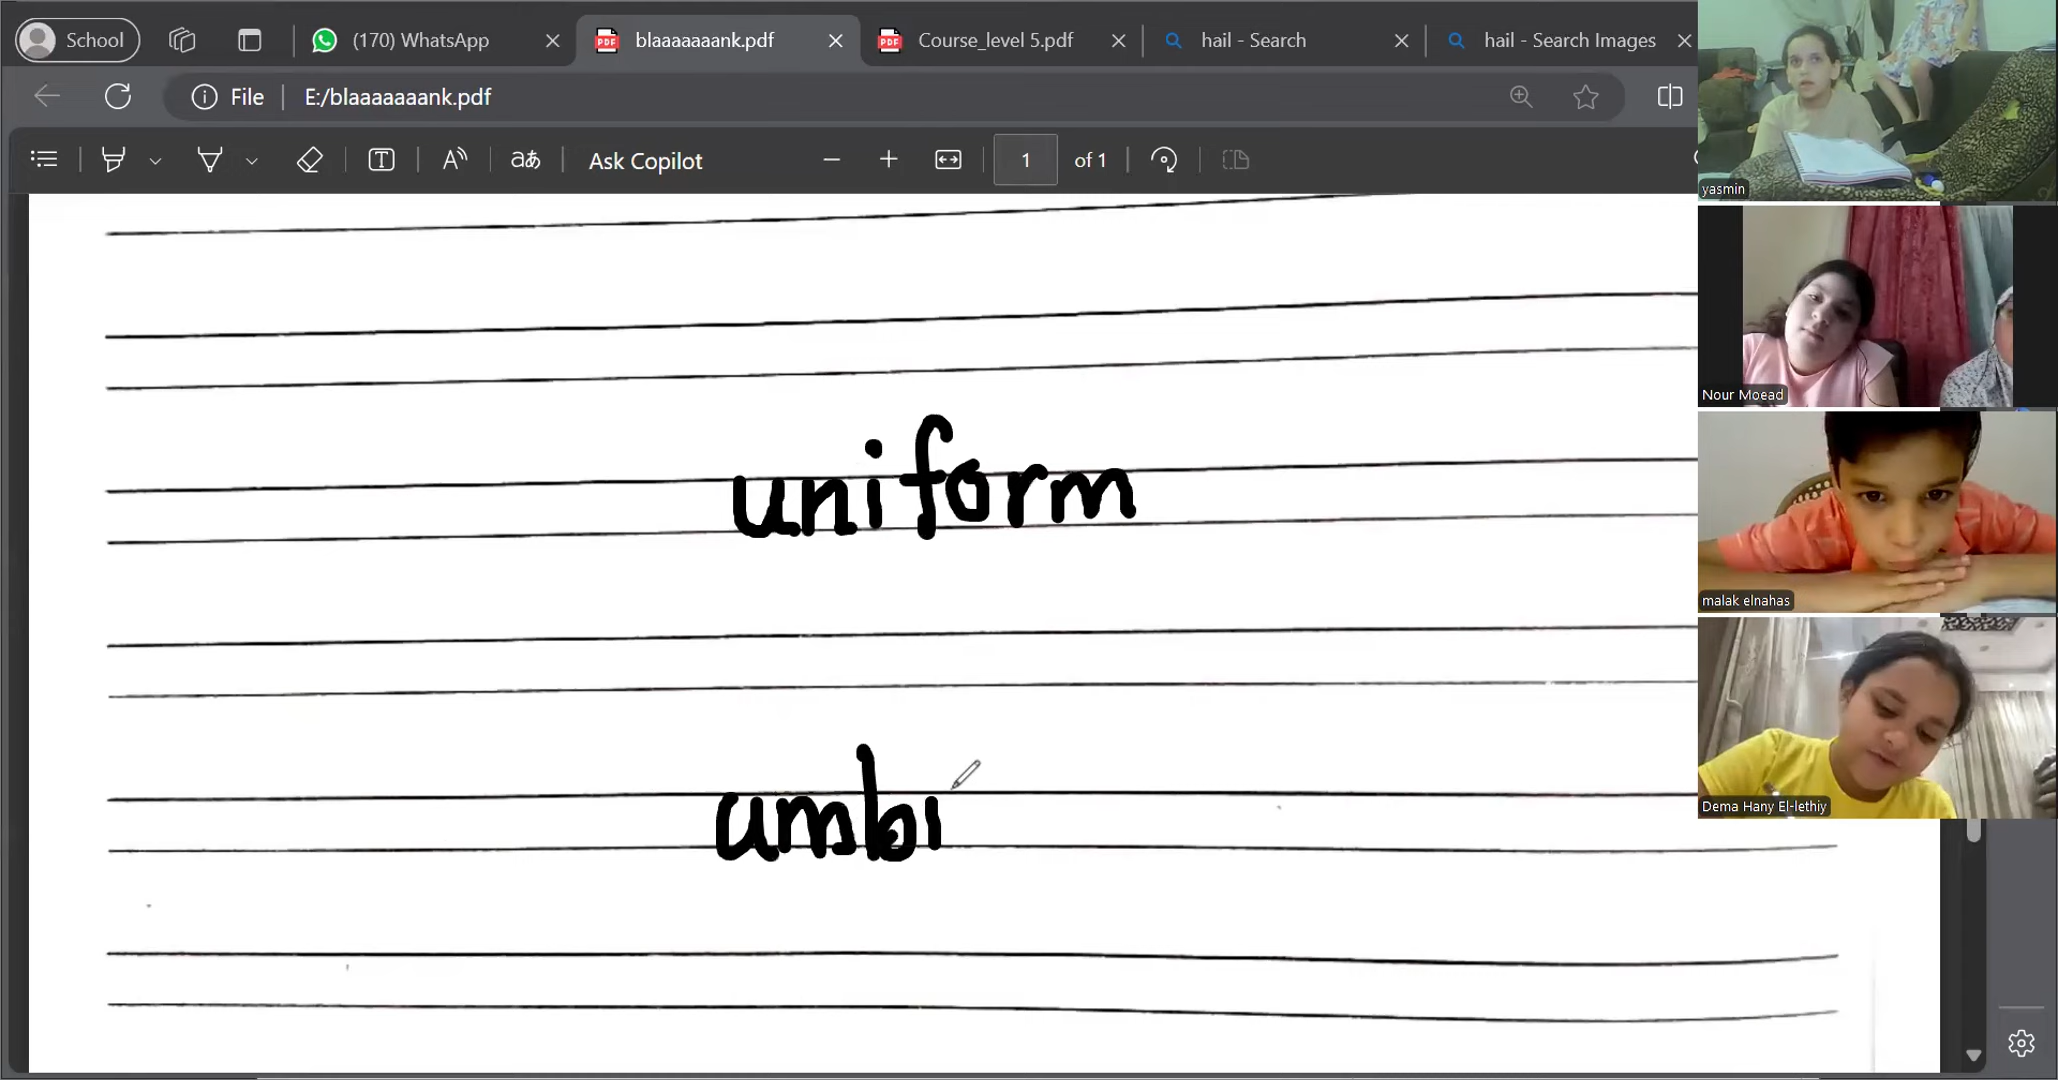 School
(170) WhatsApp
blaaaaaaank.pdf
Course_level 5.pdf
hail - Search
hail - Search Images
File
E:/blaaaaaaank.pdf
Ask Copilot
1
of 1
uniform
ambi
yasmin
Nour Moead
malak elnahas
Dema Hany El-lethiy